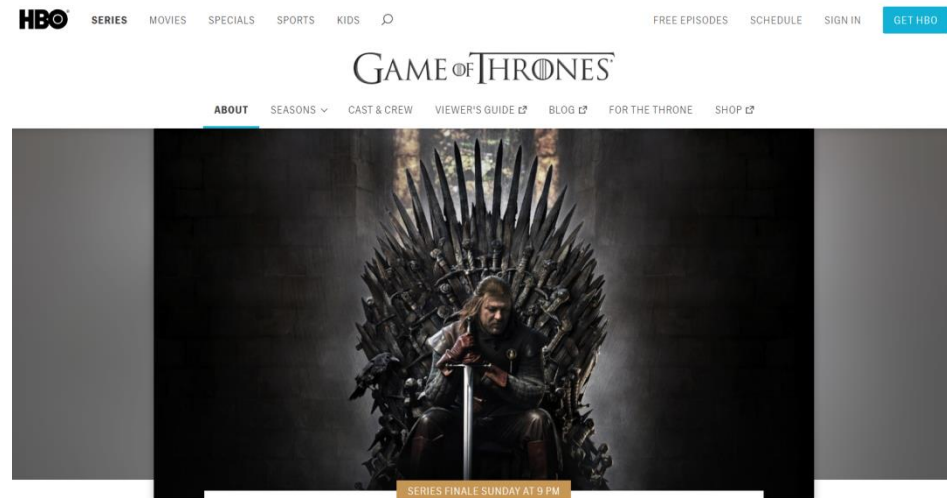 HBO SERIES MOVIES SPECIALS SPORTS KIDS FREE EPISODES SCHEDULE SIGN IN GET HBO
GAME OF THRONES
ABOUT SEASONS CAST & CREW VIEWER'S GUIDE BLOG FOR THE THRONE SHOP
SERIES FINALE SUNDAY AT 9 PM